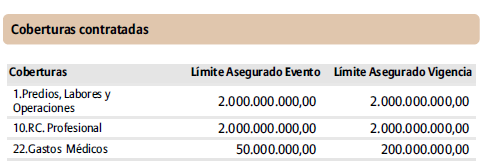 Coberturas contratadas
Coberturas Límite Asegurado Evento Límite Asegurado Vigencia
1.Predios, Labores y
Operaciones 2.000.000.000,00 2.000.000.000,00
10.RC. Profesional 2.000.000.000,00 2.000.000.000,00
22.Gastos Médicos 50.000.000,00 200.000.000,00